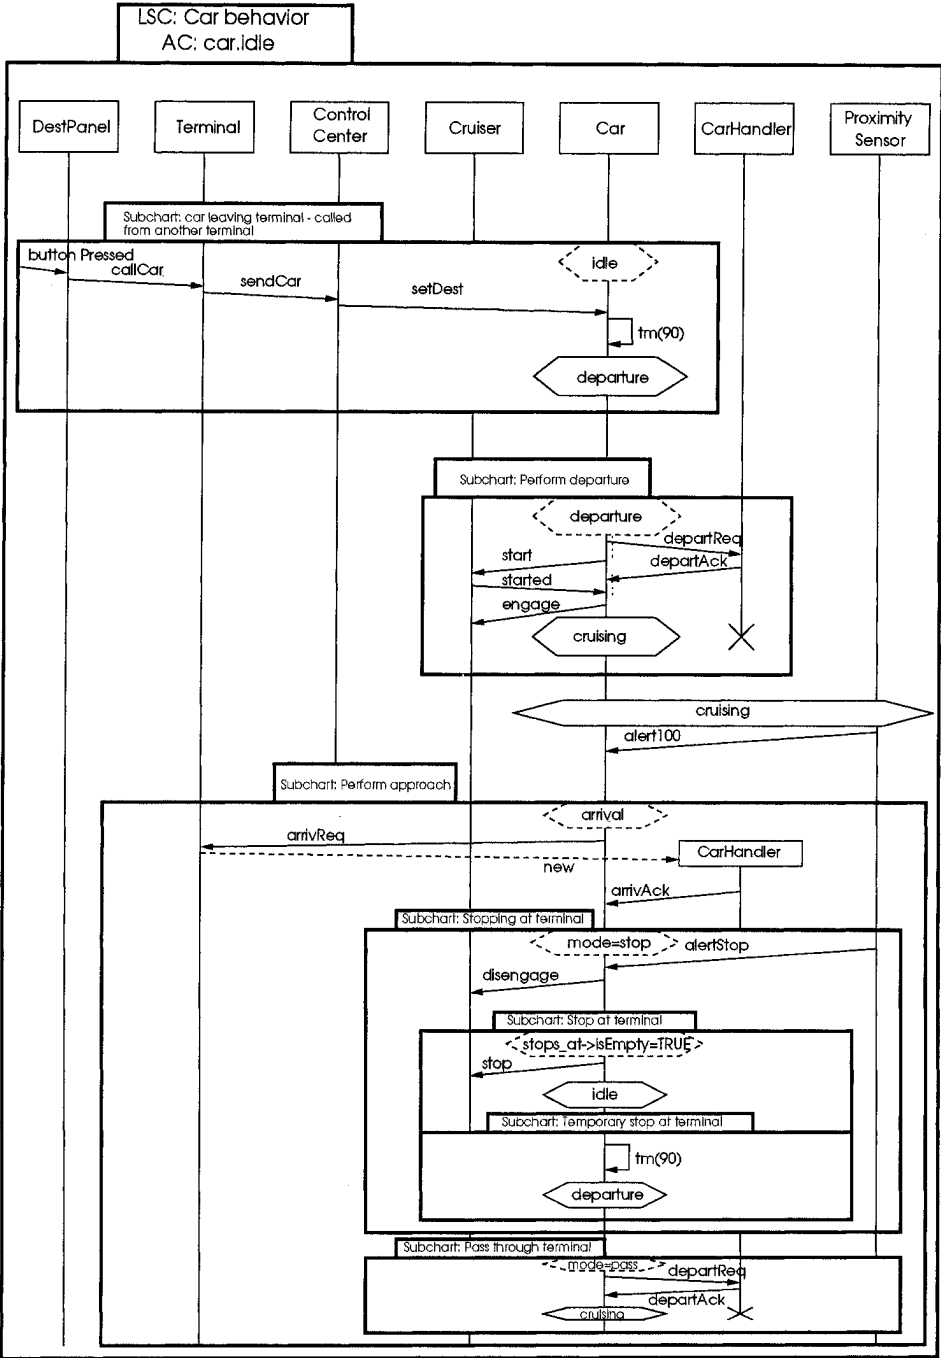 LSC: Car behavior
AC: car.idle
DestPanel
Terminal
Control
Center
Cruiser
Car
CarHandler
Proximity
Sensor
Subchart: car leaving terminal - called
from another terminal
button Pressed
callCar
sendCar
setDest
idle
tm(90)
departure
Subchart: Perform departure
departure
departReq
start
departAck
started
engage
cruising
cruising
alert100
Subchart: Perform approach
arrival
arrivReq
CarHandler
new
arrivAck
Subchart: Stopping at terminal
mode=stop
alertStop
disengage
Subchart: Stop at terminal
stops_at->isEmpty=TRUE
stop
idle
Subchart: Temporary stop at terminal
tm(90)
departure
Subchart: Pass through terminal
mode=pass
departReq
departAck
cruising